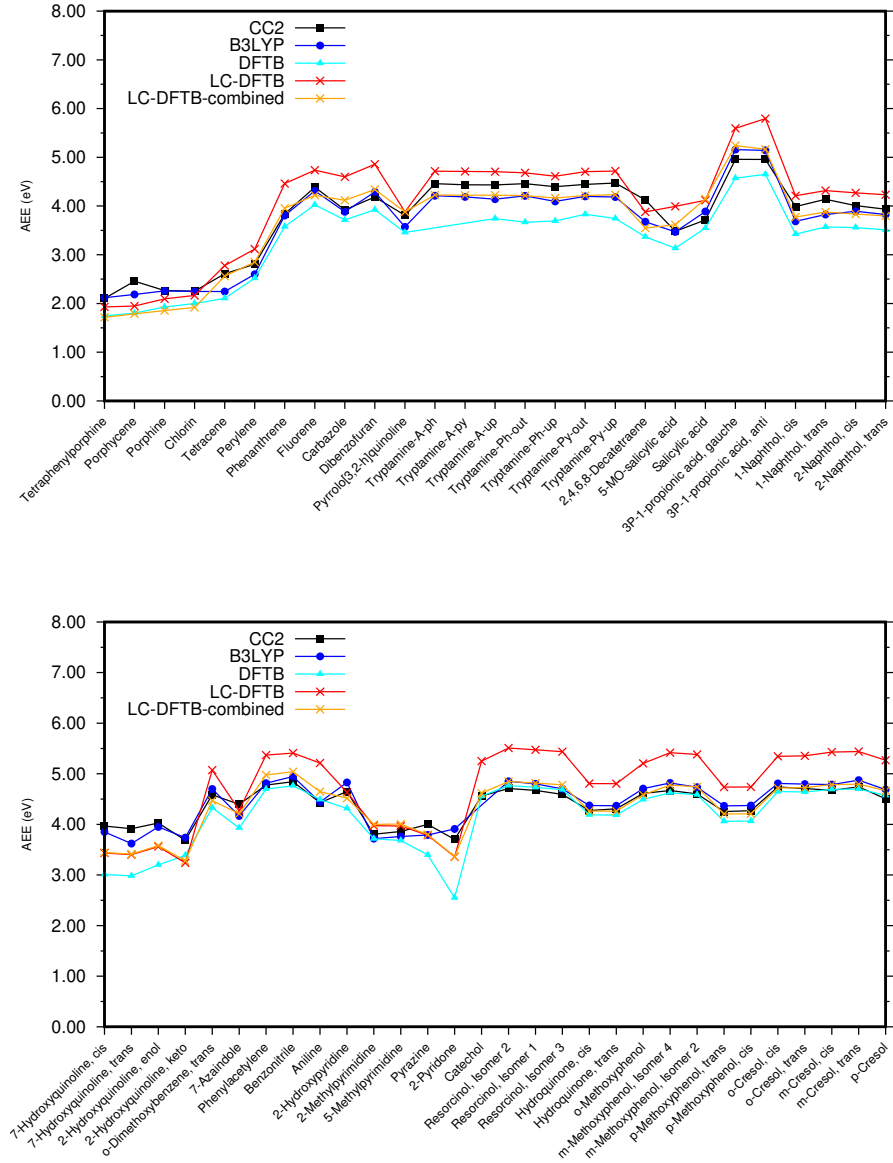 8.00
7.00
6.00
5.00
4.00
3.00
2.00
1.00
0.00
AEE (eV)
CC2
B3LYP
DFTB
LC-DFTB
LC-DFTB-combined
Tetraphenylporphine
Porphycene
Porphine
Chlorin
Tetracene
Perylene
Phenanthrene
Fluorene
Carbazole
Dibenzofuran
Pyrrolo[3,2-h]quinoline
Tryptamine-A-ph
Tryptamine-A-py
Tryptamine-A-up
Tryptamine-Ph-out
Tryptamine-Ph-up
Tryptamine-Py-out
Tryptamine-Py-up
2,4,6,8-Decatetraene
5-MO-salicylic acid
Salicylic acid
3P-1-propionic acid, gauche
3P-1-propionic acid, anti
1-Naphthol, cis
1-Naphthol, trans
2-Naphthol, cis
2-Naphthol, trans
8.00
7.00
6.00
5.00
4.00
3.00
2.00
1.00
0.00
AEE (eV)
CC2
B3LYP
DFTB
LC-DFTB
LC-DFTB-combined
7-Hydroxyquinoline, cis
7-Hydroxyquinoline, trans
2-Hydroxyquinoline, enol
2-Hydroxyquinoline, keto
o-Dimethoxybenzene, trans
7-Azaindole
Phenylacetylene
Benzonitrile
Aniline
2-Hydroxypyridine
2-Methylpyrimidine
5-Methylpyrimidine
Pyrazine
2-Pyridone
Catechol
Resorcinol, Isomer 2
Resorcinol, Isomer 1
Resorcinol, Isomer 3
Hydroquinone, cis
Hydroquinone, trans
o-Methoxyphenol
m-Methoxyphenol, Isomer 4
m-Methoxyphenol, Isomer 2
p-Methoxyphenol, trans
p-Methoxyphenol, cis
o-Cresol, cis
o-Cresol, trans
m-Cresol, cis
m-Cresol, trans
p-Cresol